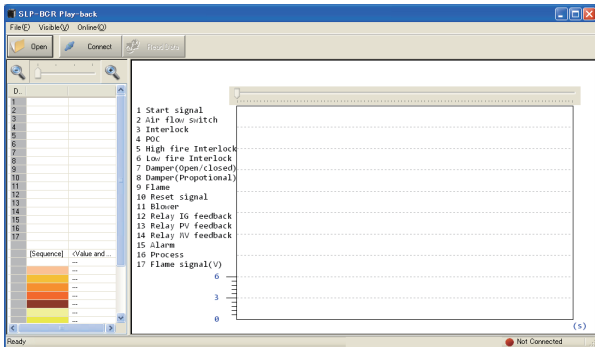 SLP-BCR Play-back
File(F) Visible(V) Online(O)
Open Connect Read Data
D...
1
2
3
4
5
6
7
8
9
10
11
12
13
14
15
16
17
[Sequence] <Value and ...
---
---
---
---
---
---
---
1 Start signal
2 Air flow switch
3 Interlock
4 POC
5 High fire Interlock
6 Low fire Interlock
7 Damper(Open/closed)
8 Damper(Propotional)
9 Flame
10 Reset signal
11 Blower
12 Relay IG feedback
13 Relay PV feedback
14 Relay MV feedback
15 Alarm
16 Process
17 Flame signal(V)
6
3
0
(s)
Ready Not Connected